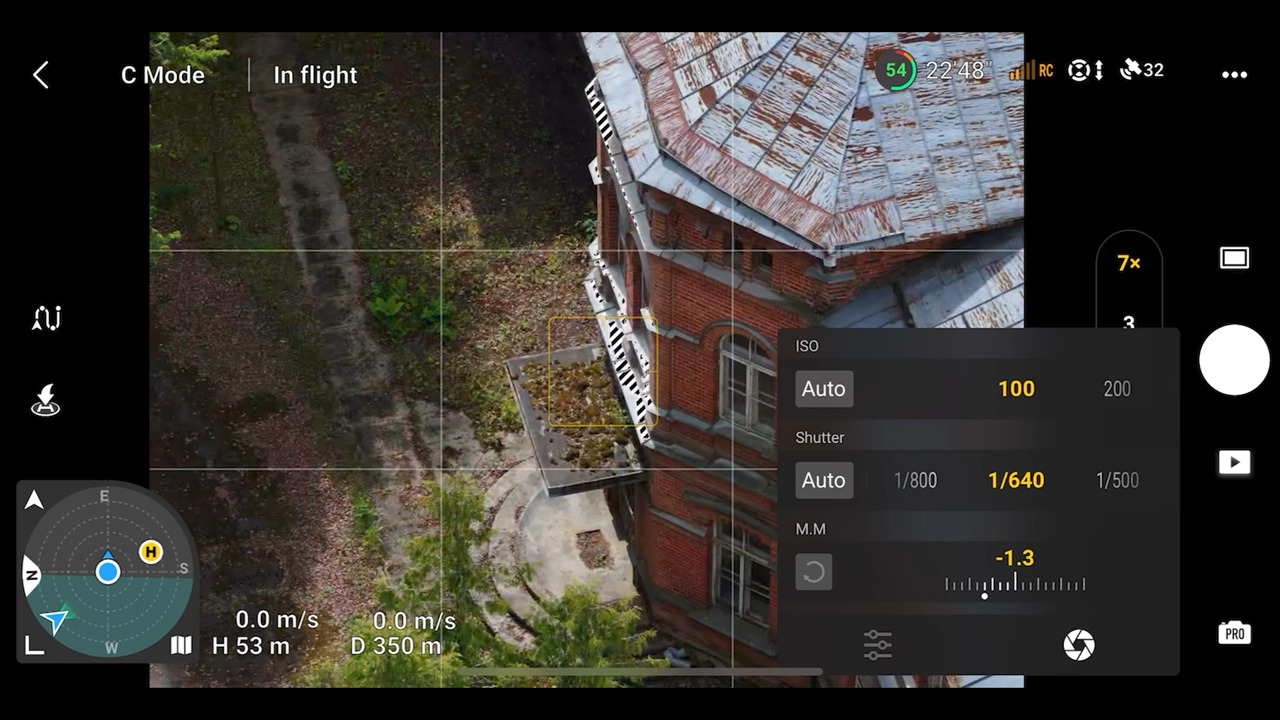 C Mode In flight
54 22'48" RC 32
7×
3
ISO
Auto 100 200
Shutter
Auto 1/800 1/640 1/500
M.M
-1.3
E
H
S
N
W
0.0 m/s 0.0 m/s
H 53 m D 350 m
PRO